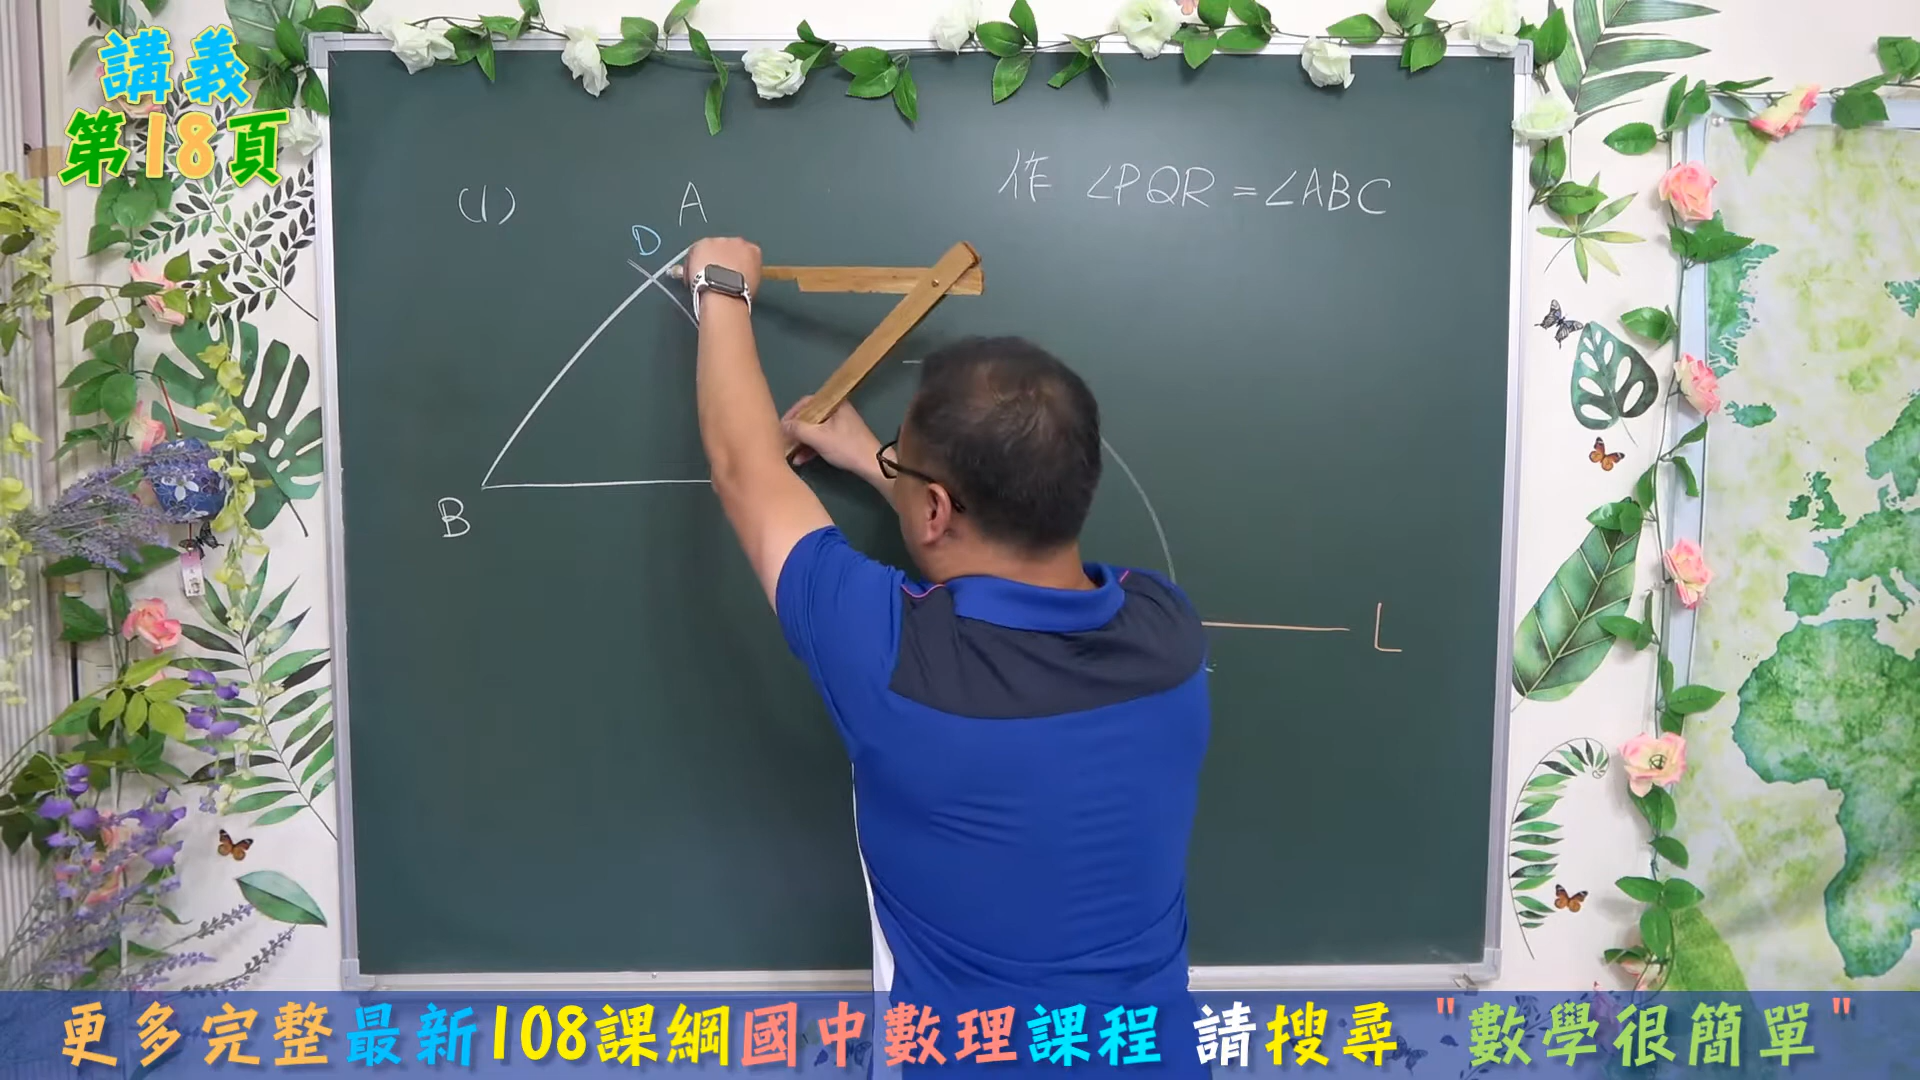 講義
第18頁
作 ∠PQR=∠ABC
(1)
A
D
B
L
更多完整最新108課綱國中數理課程 請搜尋 "數學很簡單"